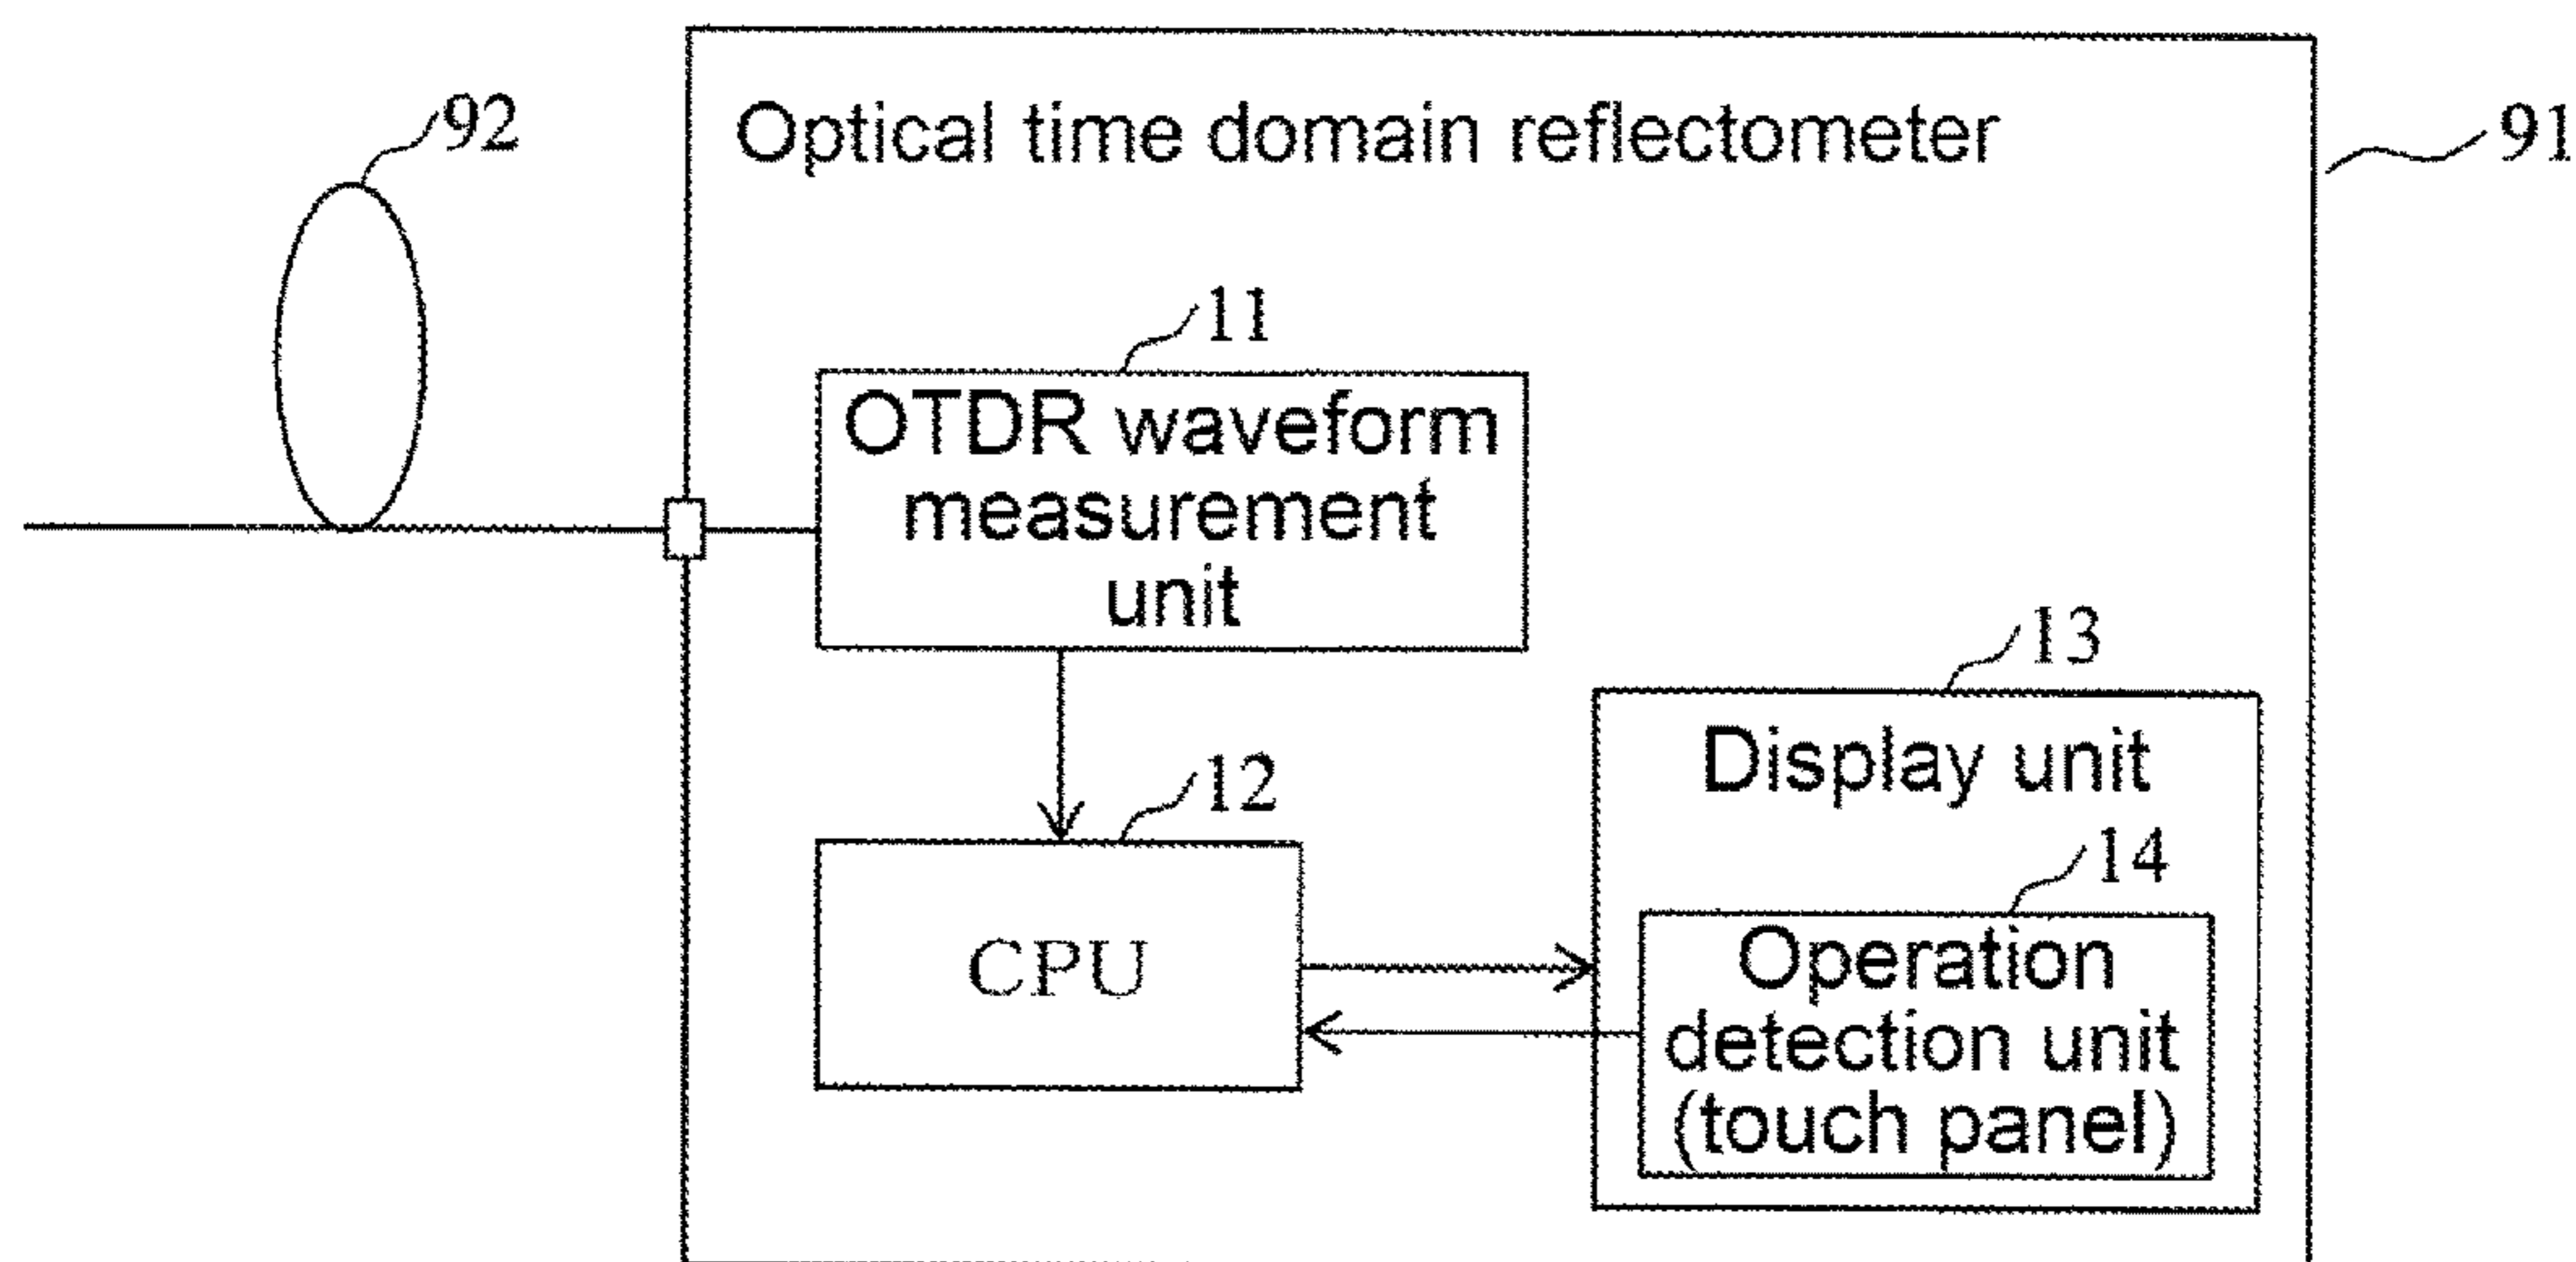 92
Optical time domain reflectometer
91
11
OTDR waveform
measurement
unit
13
Display unit
12
CPU
14
Operation
detection unit
(touch panel)